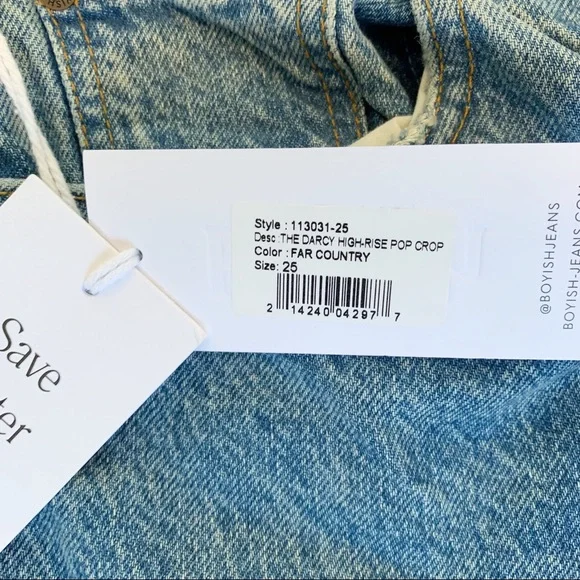 Style : 113031-25
Desc :THE DARCY HIGH-RISE POP CROP
Color : FAR COUNTRY
Size: 25
2 14240 04297 7
@BOYISHJEANS
BOYISH-JEANS.COM
Save